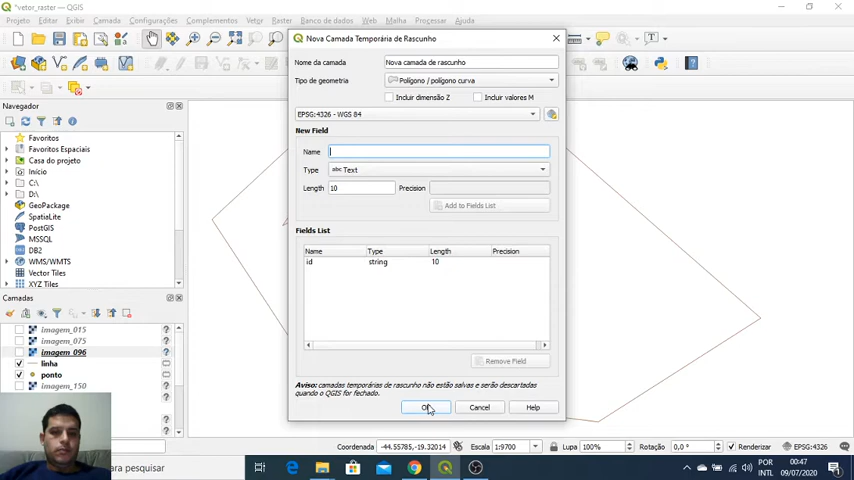 *vetor_raster — QGIS
Projeto Editar Exibir Camada Configurações Complementos Vetor Raster Banco de dados Web Malha Processar Ajuda
Nova Camada Temporária de Rascunho
Nome da camada Nova camada de rascunho
Tipo de geometria Polígono / polígono curva
Incluir dimensão Z Incluir valores M
EPSG:4326 - WGS 84
New Field
Name
Type abc Text
Length 10 Precision
Add to Fields List
Fields List
Name Type Length Precision
id string 10
Remove Field
Aviso: camadas temporárias de rascunho não estão salvas e serão descartadas
quando o QGIS for fechado.
OK Cancel Help
Navegador
Favoritos
Favoritos Espaciais
Casa do projeto
Início
C:\
D:\
GeoPackage
SpatiaLite
PostGIS
MSSQL
DB2
WMS/WMTS
Vector Tiles
XYZ Tiles
Camadas
imagem_015
imagem_075
imagem_096
linha
ponto
imagem_150
Coordenada -44.55785,-19.32014 Escala 1:9700 Lupa 100% Rotação 0,0 ° Renderizar EPSG:4326
para pesquisar
POR
INTL
00:47
09/07/2020